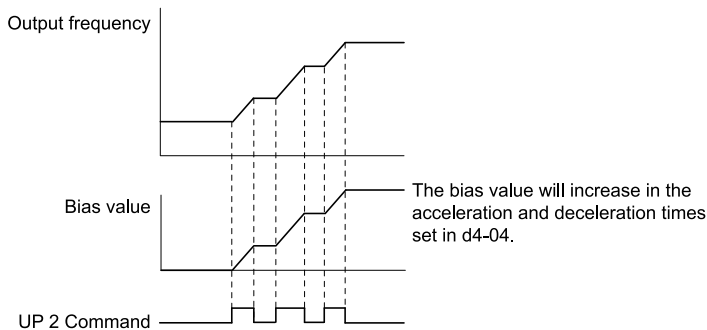 Output frequency
Bias value
The bias value will increase in the
acceleration and deceleration times
set in d4-04.
UP 2 Command